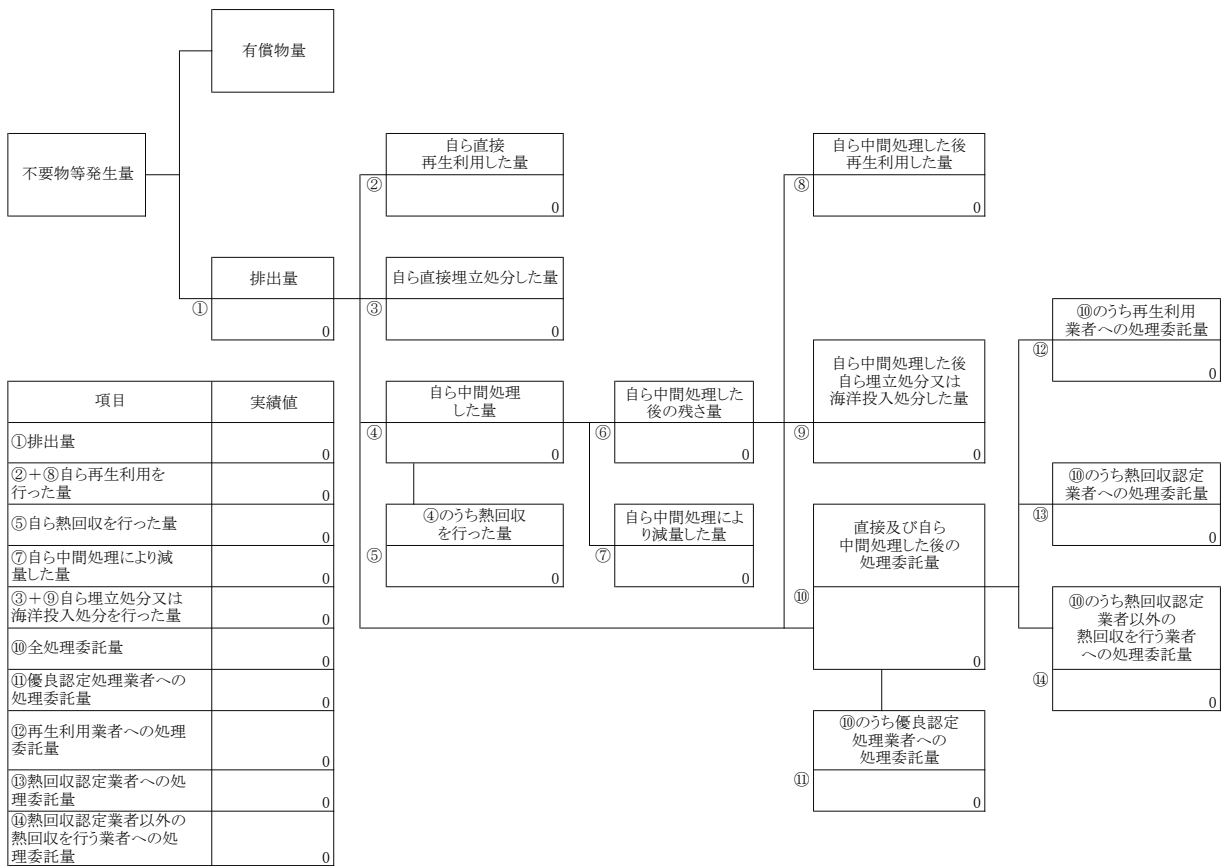 有償物量
不要物等発生量
自ら直接
再生利用した量
②
0
自ら中間処理した後
再生利用した量
⑧
0
排出量
①
0
自ら直接埋立処分した量
③
0
⑩のうち再生利用
業者への処理委託量
⑫
0
自ら中間処理
した量
④
0
自ら中間処理した
後の残さ量
⑥
0
自ら中間処理した後
自ら埋立処分又は
海洋投入処分した量
⑨
0
⑩のうち熱回収認定
業者への処理委託量
⑬
0
④のうち熱回収
を行った量
⑤
0
自ら中間処理によ
り減量した量
⑦
0
直接及び自ら
中間処理した後の
処理委託量
⑩
0
⑩のうち熱回収認定
業者以外の
熱回収を行う業者
への処理委託量
⑭
0
⑩のうち優良認定
処理業者への
処理委託量
⑪
0
項目 実績値
①排出量 0
②＋⑧自ら再生利用を
行った量 0
⑤自ら熱回収を行った量 0
⑦自ら中間処理により減
量した量 0
③＋⑨自ら埋立処分又は
海洋投入処分を行った量 0
⑩全処理委託量 0
⑪優良認定処理業者への
処理委託量 0
⑫再生利用業者への処理
委託量 0
⑬熱回収認定業者への処
理委託量 0
⑭熱回収認定業者以外の
熱回収を行う業者への処
理委託量 0